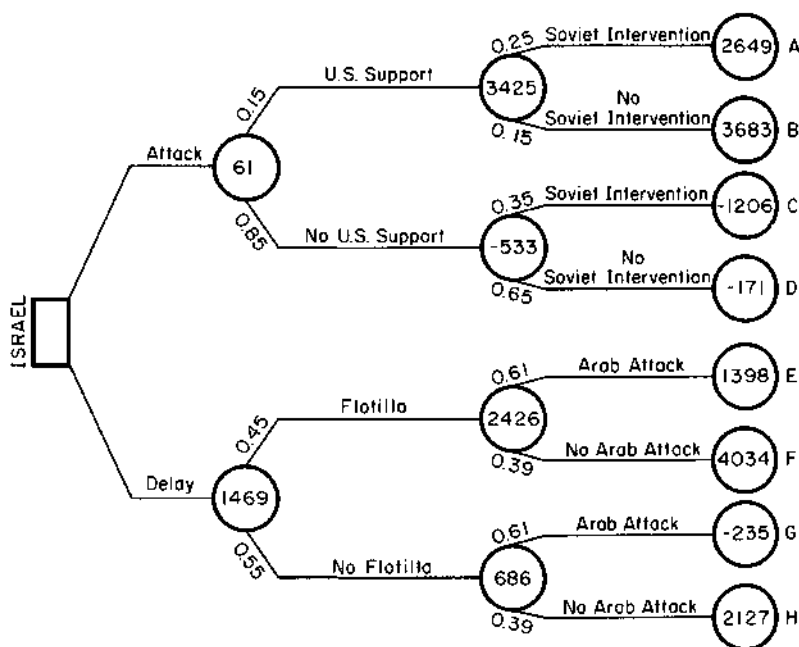 0.25 Soviet Intervention 2649 A
U.S. Support 3425
0.15 No
Soviet Intervention 3683 B
0.15
Attack 61
0.35 Soviet Intervention -1206 C
0.85 No U.S. Support -533
No
Soviet Intervention -171 D
0.65
ISRAEL
0.61 Arab Attack 1398 E
Flotilla 2426
0.45 No Arab Attack 4034 F
0.39
Delay 1469
0.61 Arab Attack -235 G
0.55 No Flotilla 686
No Arab Attack 2127 H
0.39